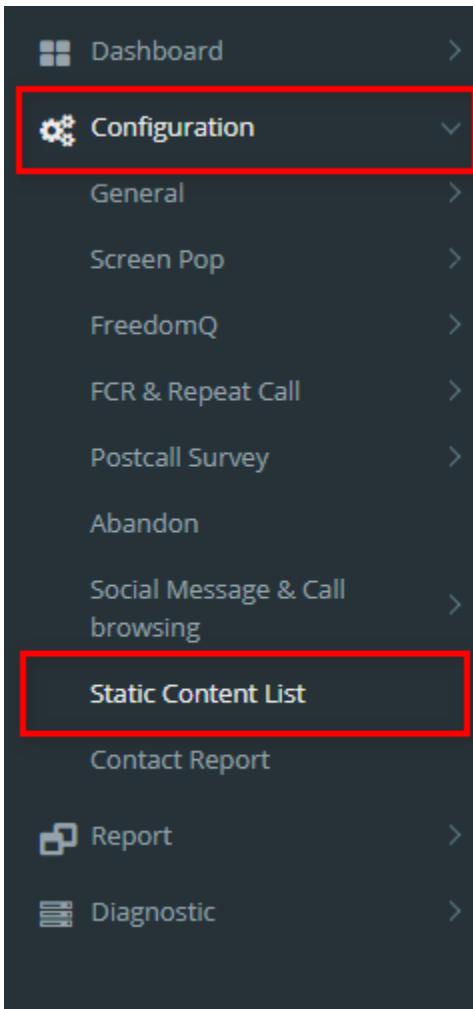 Dashboard
Configuration
General
Screen Pop
FreedomQ
FCR & Repeat Call
Postcall Survey
Abandon
Social Message & Call
browsing
Static Content List
Contact Report
Report
Diagnostic